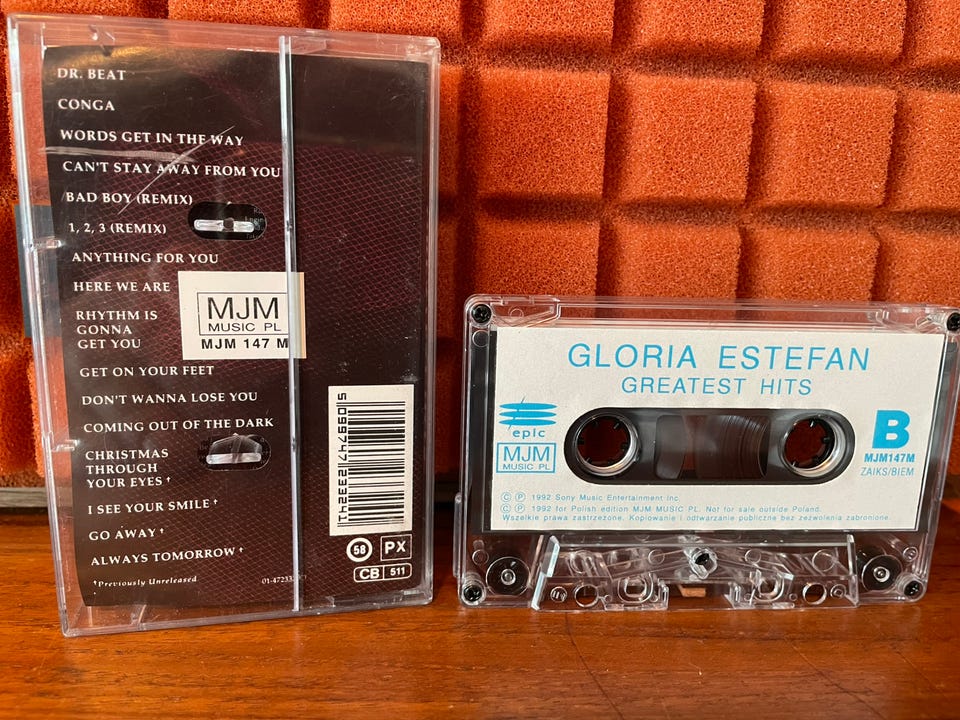 DR. BEAT
CONGA
WORDS GET IN THE WAY
CAN'T STAY AWAY FROM YOU
BAD BOY (REMIX)
1, 2, 3 (REMIX)
ANYTHING FOR YOU
HERE WE ARE
RHYTHM IS
GONNA
GET YOU
GET ON YOUR FEET
DON'T WANNA LOSE YOU
COMING OUT OF THE DARK
CHRISTMAS
THROUGH
YOUR EYES †
I SEE YOUR SMILE †
GO AWAY †
ALWAYS TOMORROW †
†Previously Unreleased
MJM
MUSIC PL
MJM 147 M
58
PX
CB 511
GLORIA ESTEFAN
GREATEST HITS
epic
MJM
MUSIC PL
B
MJM147M
ZAIKS/BIEM
© ℗ 1992 Sony Music Entertainment Inc.
© ℗ 1992 for Polish edition MJM MUSIC PL. Not for sale outside Poland.
Wszelkie prawa zastrzeżone. Kopiowanie i odtwarzanie publiczne bez zezwolenia zabronione.